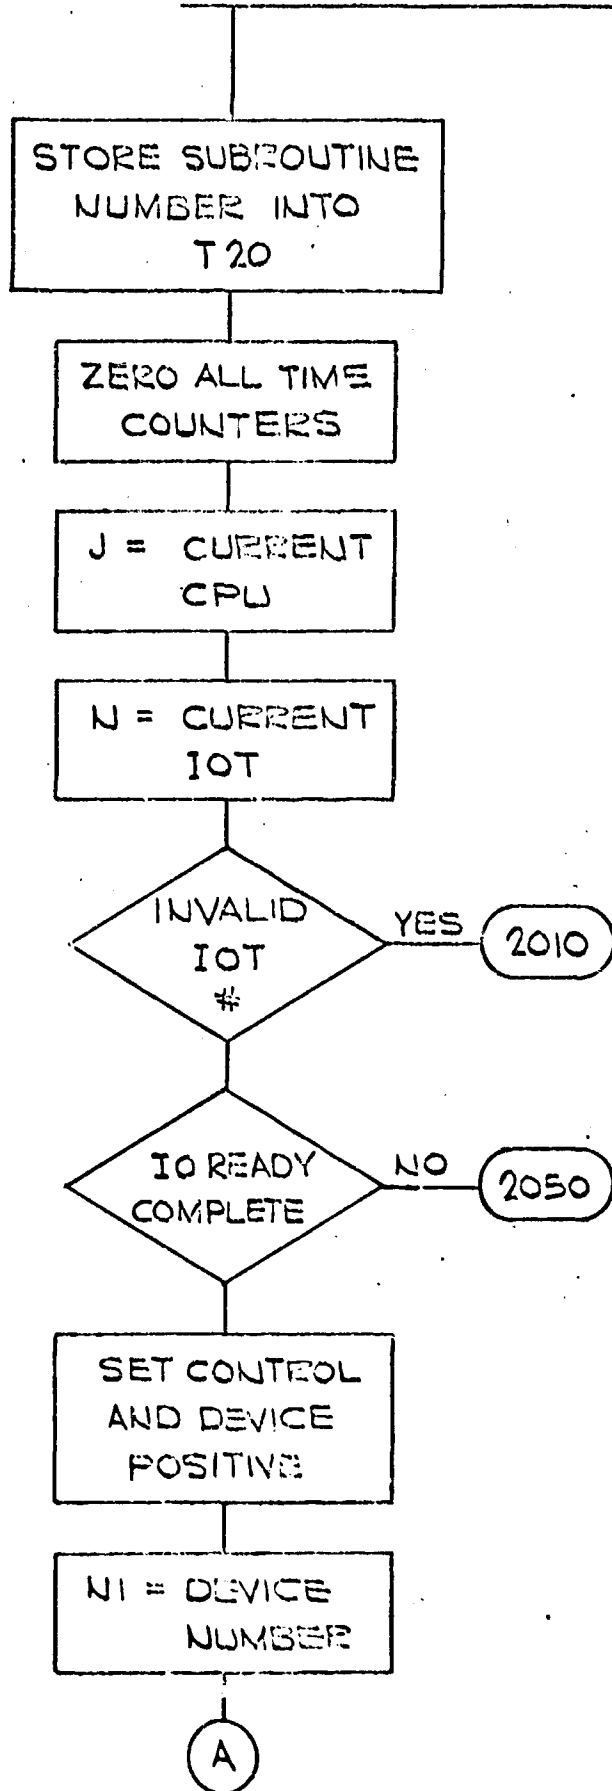 STORE SUBROUTINE
NUMBER INTO
T20
ZERO ALL TIME
COUNTERS
J = CURRENT
CPU
N = CURRENT
IOT
INVALID
IOT
#
YES
2010
IO READY
COMPLETE
NO
2050
SET CONTROL
AND DEVICE
POSITIVE
N1 = DEVICE
NUMBER
A